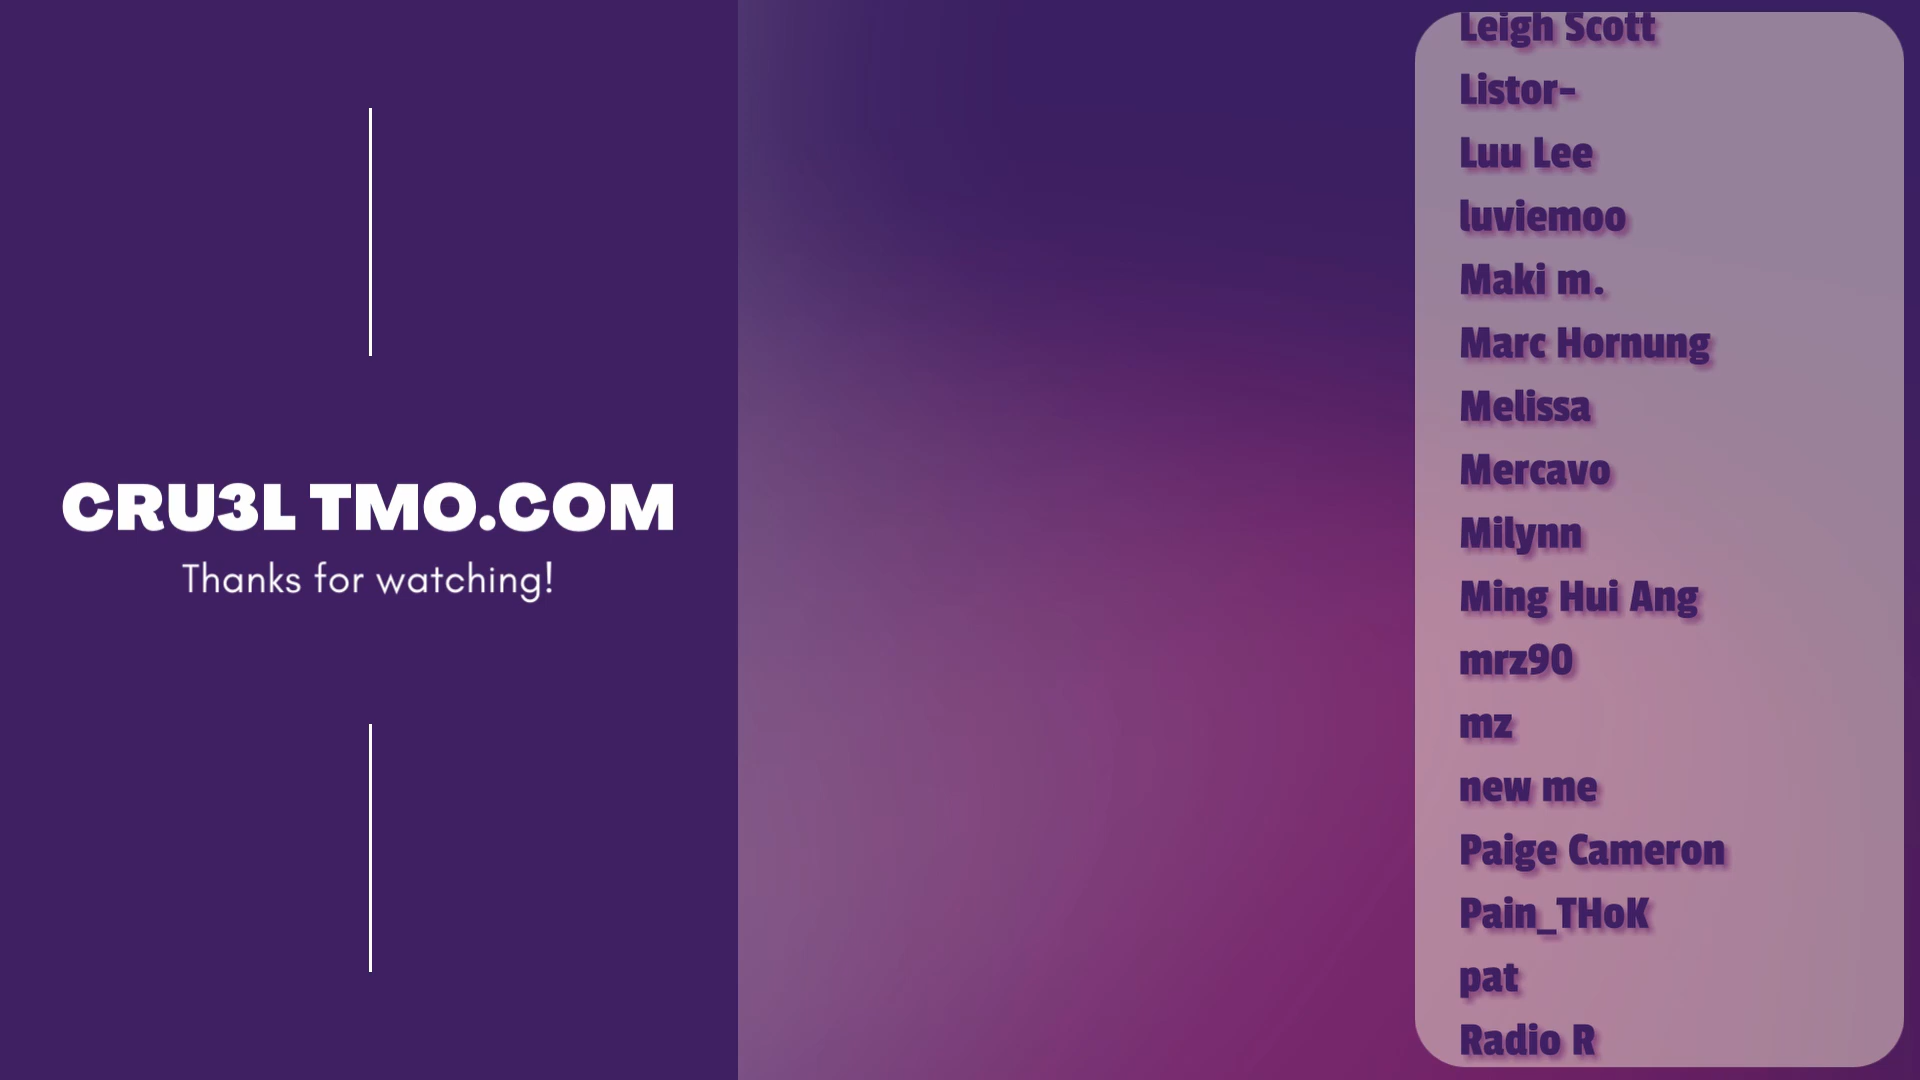 CRU3L TMO.COM
Thanks for watching!
Leigh Scott
Listor-
Luu Lee
luviemoo
Maki m.
Marc Hornung
Melissa
Mercavo
Milynn
Ming Hui Ang
mrz90
mz
new me
Paige Cameron
Pain_THoK
pat
Radio R